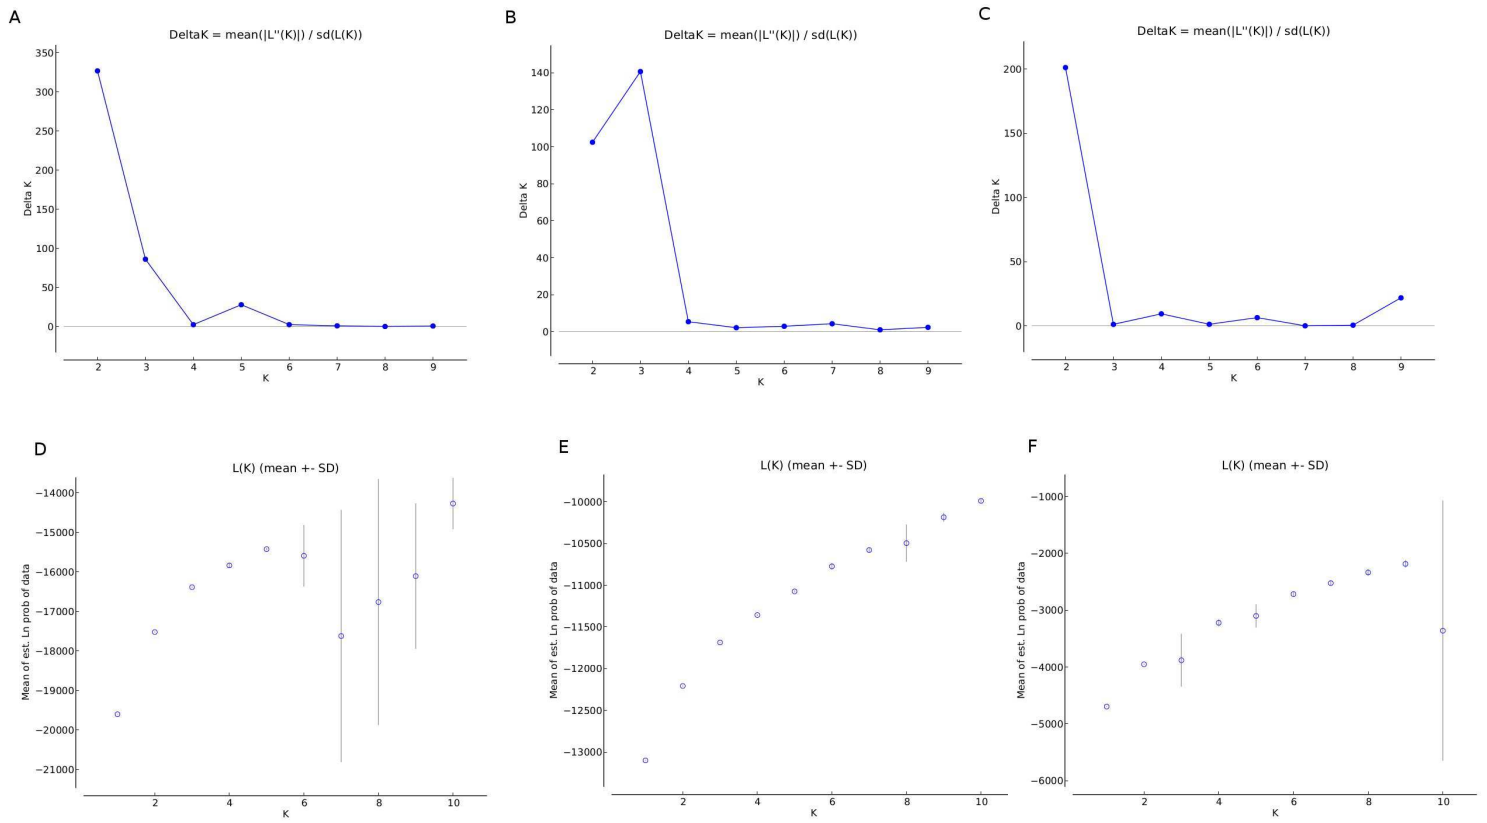 A
DeltaK = mean(|L''(K)|) / sd(L(K))
350
300
250
200
150
100
50
0
Delta K
2 3 4 5 6 7 8 9
K
B
DeltaK = mean(|L''(K)|) / sd(L(K))
140
120
100
80
60
40
20
0
Delta K
2 3 4 5 6 7 8 9
K
C
DeltaK = mean(|L''(K)|) / sd(L(K))
200
150
100
50
0
Delta K
2 3 4 5 6 7 8 9
K
D
L(K) (mean +- SD)
−14000
−15000
−16000
−17000
−18000
−19000
−20000
−21000
Mean of est. Ln prob of data
2 4 6 8 10
K
E
L(K) (mean +- SD)
−10000
−10500
−11000
−11500
−12000
−12500
−13000
Mean of est. Ln prob of data
2 4 6 8 10
K
F
L(K) (mean +- SD)
−1000
−2000
−3000
−4000
−5000
−6000
Mean of est. Ln prob of data
2 4 6 8 10
K